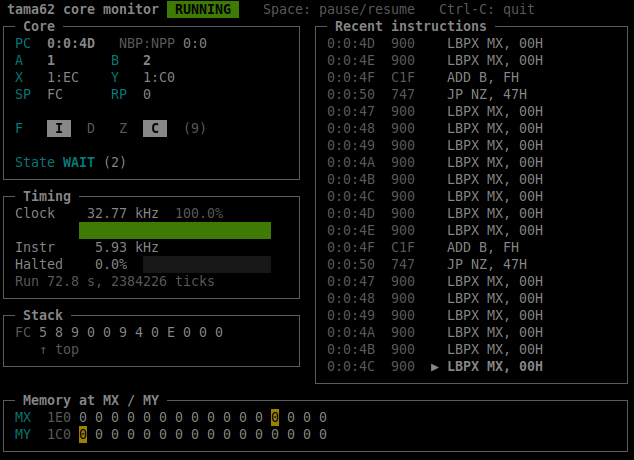 tama62 core monitor RUNNING Space: pause/resume Ctrl-C: quit
Core
PC 0:0:4D NBP:NPP 0:0
A 1 B 2
X 1:EC Y 1:C0
SP FC RP 0
F I D Z C (9)
State WAIT (2)
Timing
Clock 32.77 kHz 100.0%
Instr 5.93 kHz
Halted 0.0%
Run 72.8 s, 2384226 ticks
Stack
FC 5 8 9 0 0 9 4 0 E 0 0 0
↑ top
Recent instructions
0:0:4D 900 LBPX MX, 00H
0:0:4E 900 LBPX MX, 00H
0:0:4F C1F ADD B, FH
0:0:50 747 JP NZ, 47H
0:0:47 900 LBPX MX, 00H
0:0:48 900 LBPX MX, 00H
0:0:49 900 LBPX MX, 00H
0:0:4A 900 LBPX MX, 00H
0:0:4B 900 LBPX MX, 00H
0:0:4C 900 LBPX MX, 00H
0:0:4D 900 LBPX MX, 00H
0:0:4E 900 LBPX MX, 00H
0:0:4F C1F ADD B, FH
0:0:50 747 JP NZ, 47H
0:0:47 900 LBPX MX, 00H
0:0:48 900 LBPX MX, 00H
0:0:49 900 LBPX MX, 00H
0:0:4A 900 LBPX MX, 00H
0:0:4B 900 LBPX MX, 00H
0:0:4C 900 ▶ LBPX MX, 00H
Memory at MX / MY
MX 1E0 0 0 0 0 0 0 0 0 0 0 0 0 0 0 0 0
MY 1C0 0 0 0 0 0 0 0 0 0 0 0 0 0 0 0 0